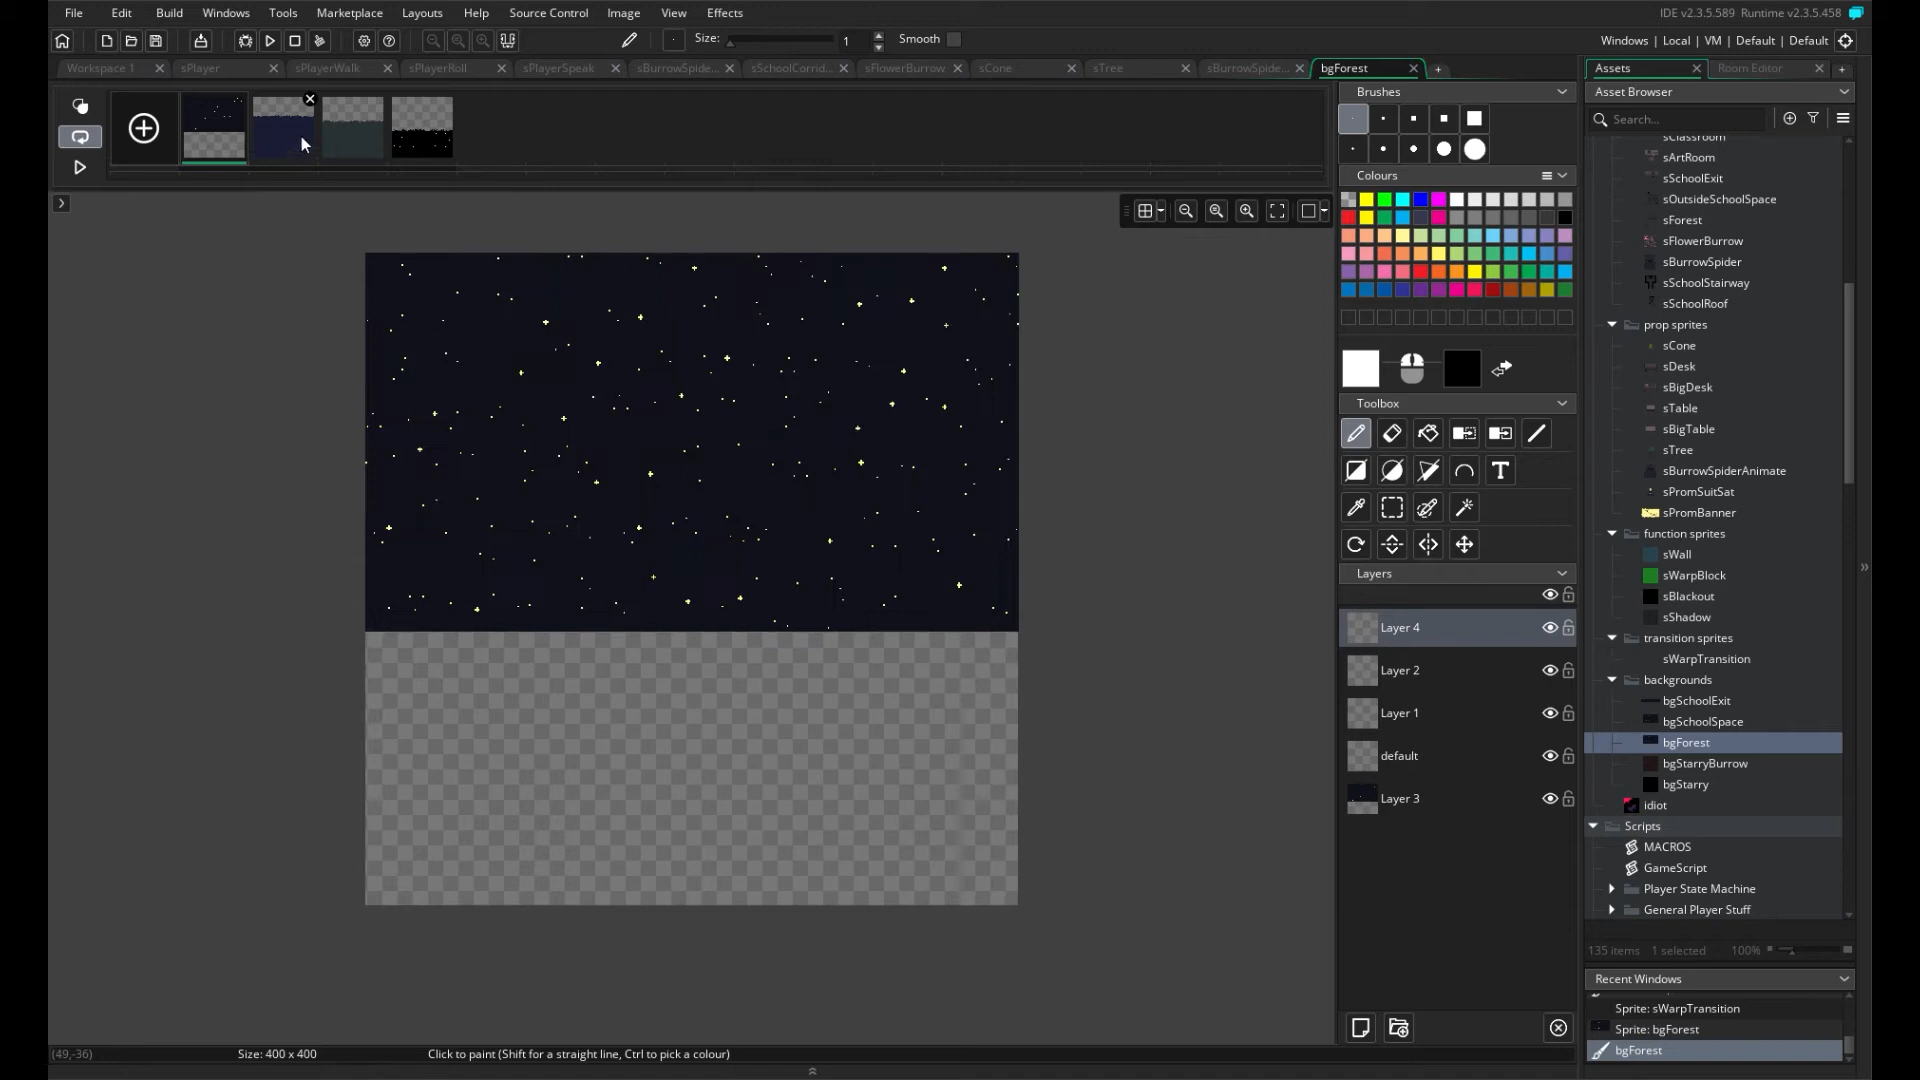 File Edit Build Windows Tools Marketplace Layouts Help Source Control Image View Effects
IDE v2.3.5.589 Runtime v2.3.5.458
Size: 1 Smooth
Windows | Local | VM | Default | Default
Workspace 1 sPlayer sPlayerWalk sPlayerRoll sPlayerSpeak sBurrowSpide... sSchoolCorrid... sFlowerBurrow sCone sTree sBurrowSpide... bgForest
Assets Room Editor
Brushes
Asset Browser
Search...
sClassroom
sArtRoom
Colours
sSchoolExit
sOutsideSchoolSpace
sForest
sFlowerBurrow
sBurrowSpider
sSchoolStairway
sSchoolRoof
prop sprites
sCone
sDesk
sBigDesk
Toolbox
sTable
sBigTable
sTree
T
sBurrowSpiderAnimate
sPromSuitSat
sPromBanner
function sprites
sWall
Layers
sWarpBlock
sBlackout
sShadow
Layer 4
transition sprites
sWarpTransition
Layer 2
backgrounds
bgSchoolExit
Layer 1
bgSchoolSpace
bgForest
default
bgStarryBurrow
bgStarry
Layer 3
idiot
Scripts
MACROS
GameScript
Player State Machine
General Player Stuff
135 items 1 selected 100%
Recent Windows
Sprite: sWarpTransition
Sprite: bgForest
bgForest
(49,-36) Size: 400 x 400 Click to paint (Shift for a straight line, Ctrl to pick a colour)